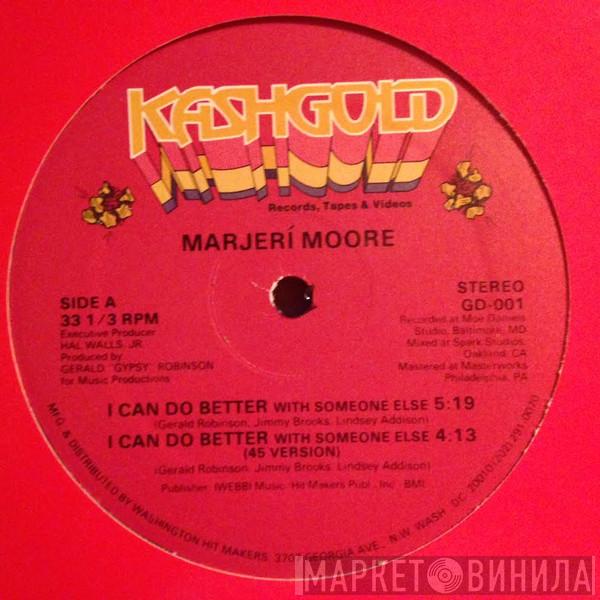 KASHGOLD
Records, Tapes & Videos
MARJERÍ MOORE
SIDE A
33 1/3 RPM
Executive Producer
HAL WALLS, JR.
Produced by
GERALD "GYPSY" ROBINSON
for Music Productions
STEREO
GD-001
Recorded at Moe Daniels
Studio, Baltimore, MD
Mixed at Spark Studios,
Oakland, CA
Mastered at Masterworks
Philadelphia, PA
I CAN DO BETTER WITH SOMEONE ELSE 5:19
(Gerald Robinson, Jimmy Brooks, Lindsey Addison)
I CAN DO BETTER WITH SOMEONE ELSE 4:13
(45 VERSION)
(Gerald Robinson, Jimmy Brooks, Lindsey Addison)
Publisher: (WEBB) Music/Hit Makers Publ., Inc. BMI
MFG. & DISTRIBUTED BY WASHINGTON HIT MAKERS, 3707 GEORGIA AVE., N.W. WASH. DC 20010 (202) 291-0070
МАРКЕТ ВИНИЛА